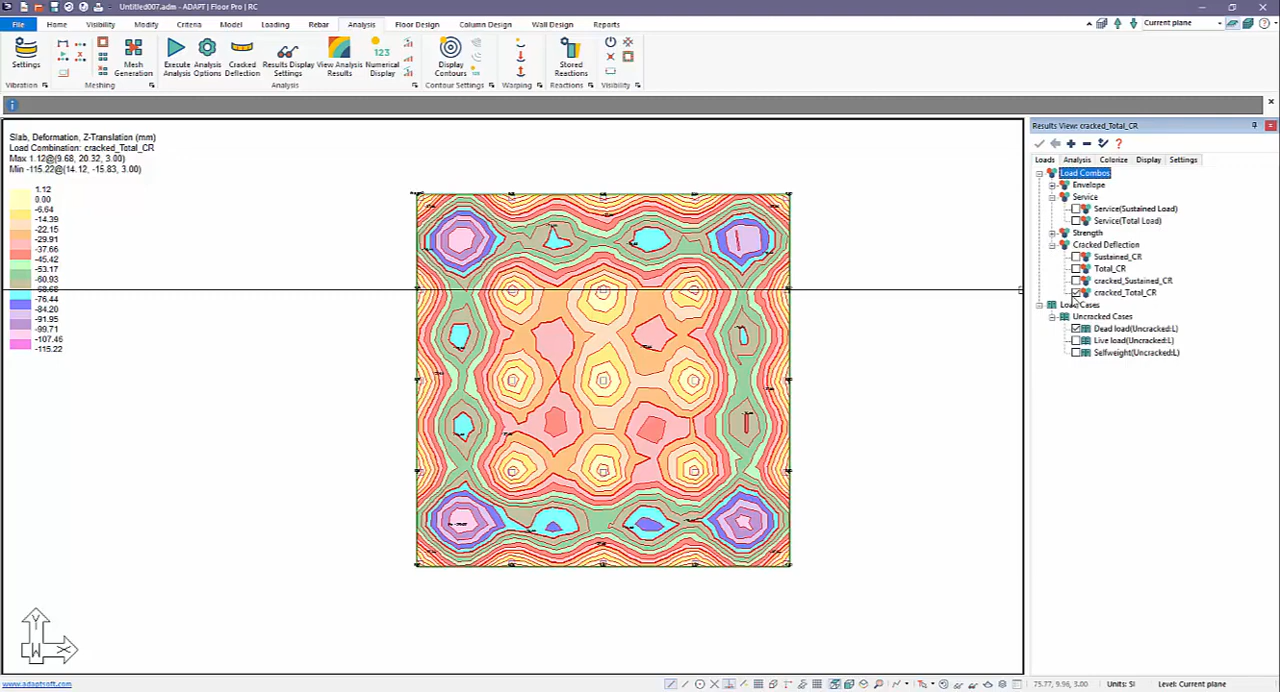 Untitled007.adm - ADAPT | Floor Pro | RC
File Home Visibility Modify Criteria Model Loading Rebar Analysis Floor Design Column Design Wall Design Reports
Current plane
Settings
Mesh Generation
Execute Analysis
Analysis Options
Cracked Deflection
Results Display Settings
View Analysis Results
123
Numerical Display
Display Contours
Stored Reactions
Vibration Meshing Analysis Contour Settings Warping Reactions Visibility
Slab, Deformation, Z-Translation (mm)
Load Combination: cracked_Total_CR
Max 1.12@(9.68, 20.32, 3.00)
Min -115.22@(14.12, -15.83, 3.00)
1.12
0.00
-6.64
-14.39
-22.15
-29.91
-37.66
-45.42
-53.17
-60.93
-76.44
-84.20
-91.95
-99.71
-107.46
-115.22
Results View: cracked_Total_CR
Loads Analysis Colorize Display Settings
Load Combos
Envelope
Service
Service(Sustained Load)
Service(Total Load)
Strength
Cracked Deflection
Sustained_CR
Total_CR
cracked_Sustained_CR
cracked_Total_CR
Load Cases
Uncracked Cases
Dead load(Uncracked:L)
Live load(Uncracked:L)
Selfweight(Uncracked:L)
Y
W X
www.adaptsoft.com
73.77, 9.96, 3.00 Units: SI Level: Current plane